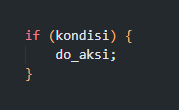 if (kondisi) {
    do_aksi;
}